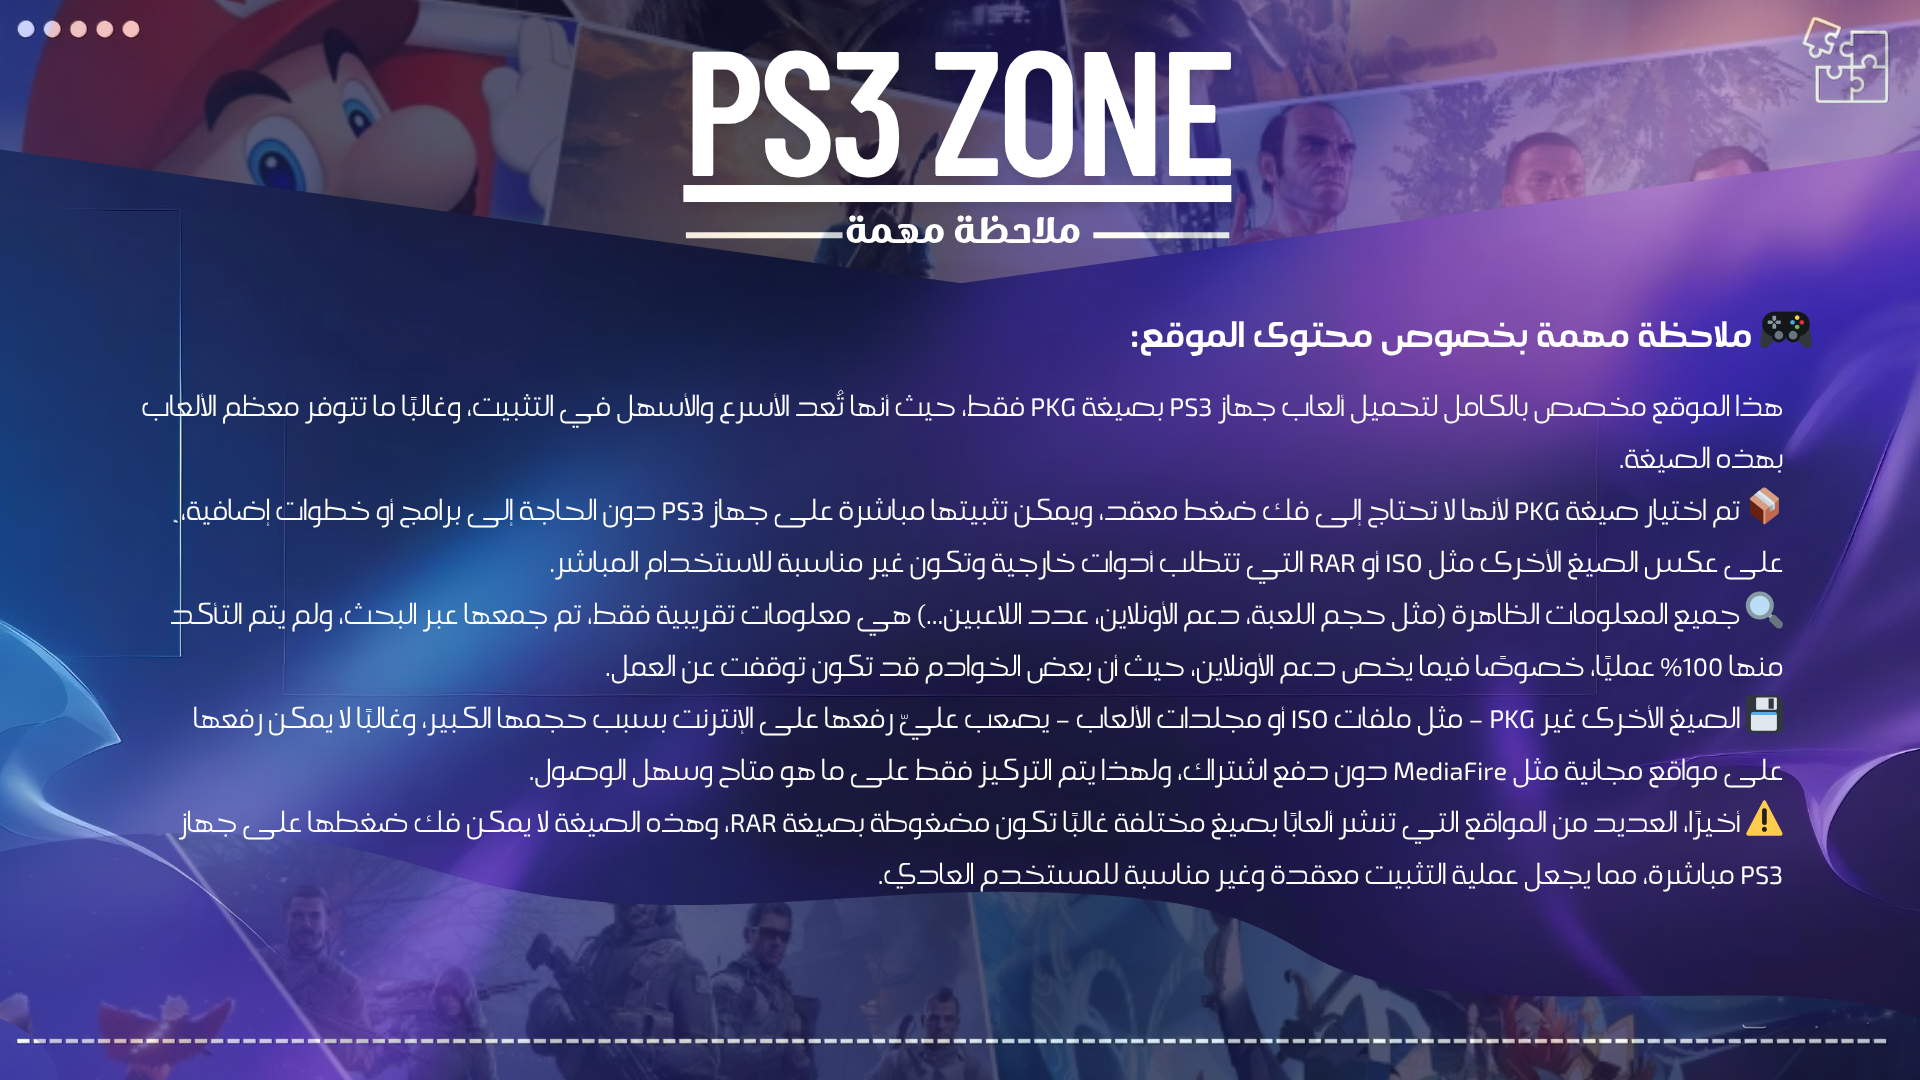 PS3 ZONE
ملاحظة مهمة
🎮 ملاحظة مهمة بخصوص محتوى الموقع:
هذا الموقع مخصص بالكامل لتحميل ألعاب جهاز PS3 بصيغة PKG فقط، حيث أنها تُعد الأسرع والأسهل في التثبيت، وغالبًا ما تتوفر معظم الألعاب
بهذه الصيغة.
📦 تم اختيار صيغة PKG لأنها لا تحتاج إلى فك ضغط معقد، ويمكن تثبيتها مباشرة على جهاز PS3 دون الحاجة إلى برامج أو خطوات إضافية،
على عكس الصيغ الأخرى مثل ISO أو RAR التي تتطلب أدوات خارجية وتكون غير مناسبة للاستخدام المباشر.
🔍 جميع المعلومات الظاهرة (مثل حجم اللعبة، دعم الأونلاين، عدد اللاعبين...) هي معلومات تقريبية فقط، تم جمعها عبر البحث، ولم يتم التأكد
منها 100% عمليًا، خصوصًا فيما يخص دعم الأونلاين، حيث أن بعض الخوادم قد تكون توقفت عن العمل.
💾 الصيغ الأخرى غير PKG – مثل ملفات ISO أو مجلدات الألعاب – يصعب عليّ رفعها على الإنترنت بسبب حجمها الكبير، وغالبًا لا يمكن رفعها
على مواقع مجانية مثل MediaFire دون دفع اشتراك، ولهذا يتم التركيز فقط على ما هو متاح وسهل الوصول.
⚠️ أخيرًا، العديد من المواقع التي تنشر ألعابًا بصيغ مختلفة غالبًا تكون مضغوطة بصيغة RAR، وهذه الصيغة لا يمكن فك ضغطها على جهاز
PS3 مباشرة، مما يجعل عملية التثبيت معقدة وغير مناسبة للمستخدم العادي.